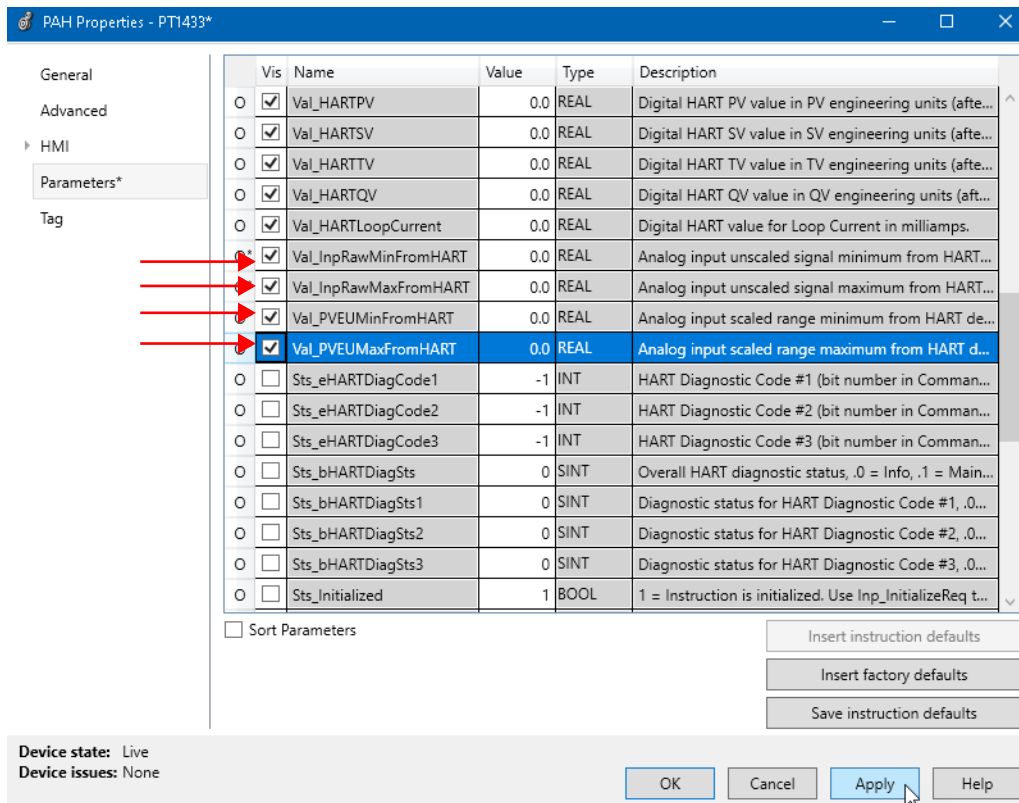 PAH Properties - PT1433*
General
Advanced
HMI
Parameters*
Tag
Vis Name Value Type Description
O Val_HARTPV 0.0 REAL Digital HART PV value in PV engineering units (afte...
O Val_HARTSV 0.0 REAL Digital HART SV value in SV engineering units (afte...
O Val_HARTTV 0.0 REAL Digital HART TV value in TV engineering units (afte...
O Val_HARTQV 0.0 REAL Digital HART QV value in QV engineering units (aft...
O Val_HARTLoopCurrent 0.0 REAL Digital HART value for Loop Current in milliamps.
O* Val_InpRawMinFromHART 0.0 REAL Analog input unscaled signal minimum from HART...
Val_InpRawMaxFromHART 0.0 REAL Analog input unscaled signal maximum from HART...
O Val_PVEUMinFromHART 0.0 REAL Analog input scaled range minimum from HART de...
O Val_PVEUMaxFromHART 0.0 REAL Analog input scaled range maximum from HART d...
O Sts_eHARTDiagCode1 -1 INT HART Diagnostic Code #1 (bit number in Comman...
O Sts_eHARTDiagCode2 -1 INT HART Diagnostic Code #2 (bit number in Comman...
O Sts_eHARTDiagCode3 -1 INT HART Diagnostic Code #3 (bit number in Comman...
O Sts_bHARTDiagSts 0 SINT Overall HART diagnostic status, .0 = Info, .1 = Main...
O Sts_bHARTDiagSts1 0 SINT Diagnostic status for HART Diagnostic Code #1, .0...
O Sts_bHARTDiagSts2 0 SINT Diagnostic status for HART Diagnostic Code #2, .0...
O Sts_bHARTDiagSts3 0 SINT Diagnostic status for HART Diagnostic Code #3, .0...
O Sts_Initialized 1 BOOL 1 = Instruction is initialized. Use Inp_InitializeReq t...
Sort Parameters
Insert instruction defaults
Insert factory defaults
Save instruction defaults
Device state: Live
Device issues: None
OK Cancel Apply Help